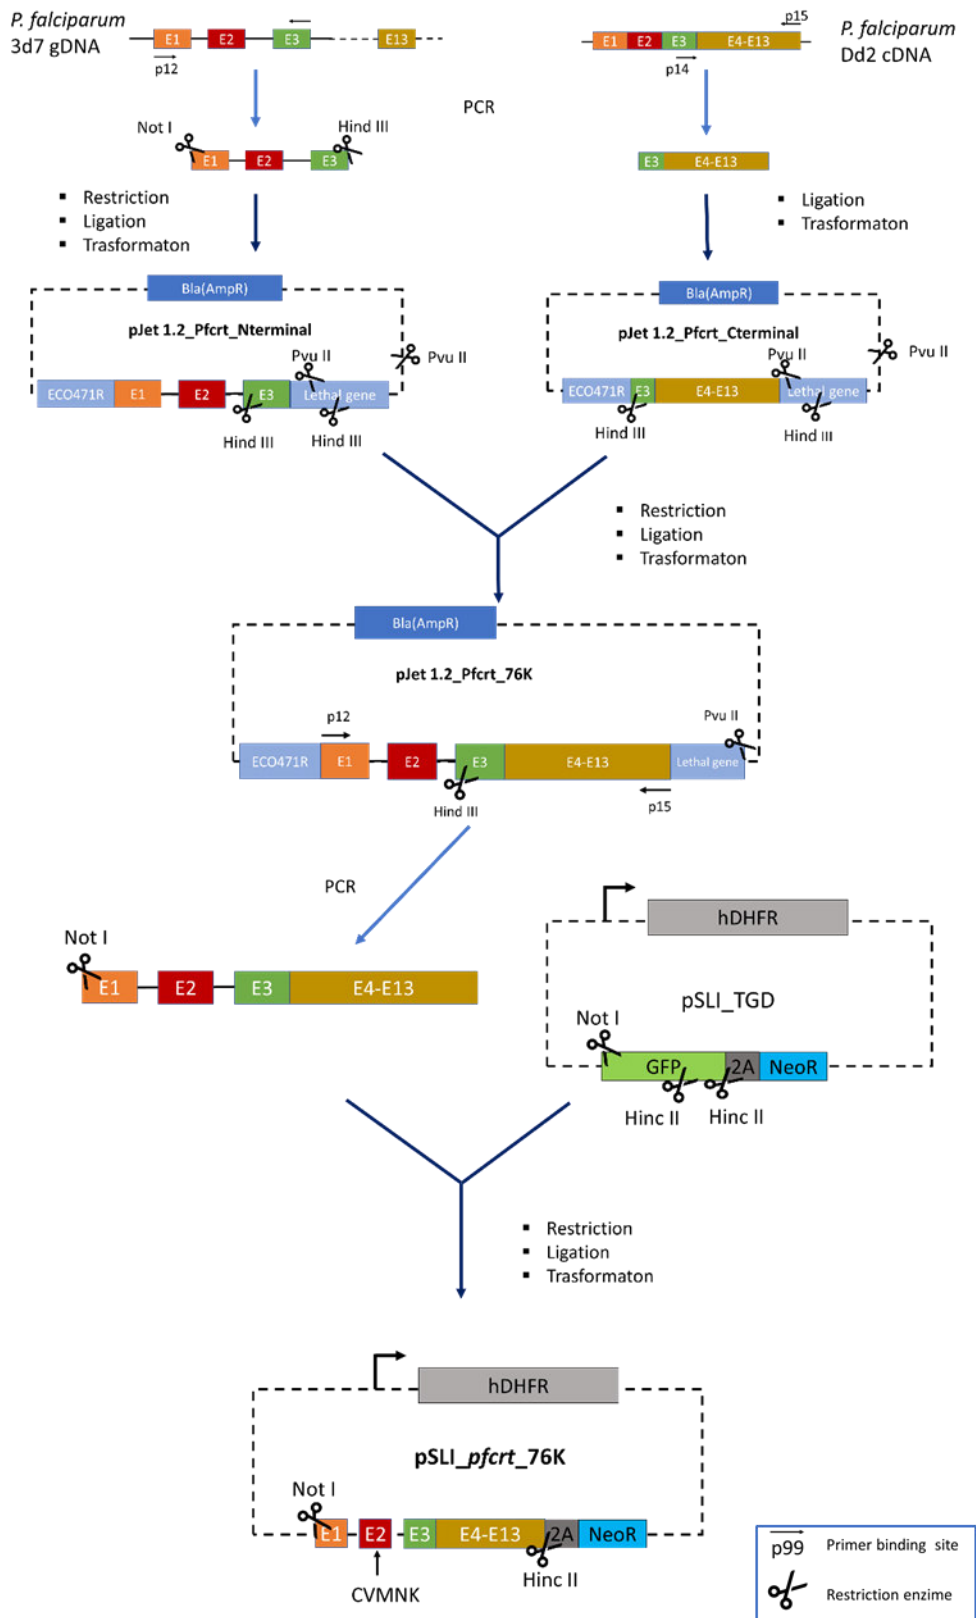 P. falciparum
3d7 gDNA
E1 E2 E3 E13
p12
p15
P. falciparum
Dd2 cDNA
E1 E2 E3 E4-E13
p14
PCR
Not I
Hind III
E1 E2 E3
E3 E4-E13
▪ Restriction
▪ Ligation
▪ Trasformaton
▪ Ligation
▪ Trasformaton
Bla(AmpR)
pJet 1.2_Pfcrt_Nterminal
Pvu II
Pvu II
ECO471R E1 E2 E3 Lethal gene
Hind III
Hind III
Bla(AmpR)
pJet 1.2_Pfcrt_Cterminal
Pvu II
Pvu II
ECO471R E3 E4-E13 Lethal gene
Hind III
Hind III
▪ Restriction
▪ Ligation
▪ Trasformaton
Bla(AmpR)
pJet 1.2_Pfcrt_76K
p12
Pvu II
ECO471R E1 E2 E3 E4-E13 Lethal gene
Hind III
p15
PCR
Not I
E1 E2 E3 E4-E13
hDHFR
pSLI_TGD
Not I
GFP 2A NeoR
Hinc II
Hinc II
▪ Restriction
▪ Ligation
▪ Trasformaton
hDHFR
pSLI_pfcrt_76K
Not I
E1 E2 E3 E4-E13 2A NeoR
Hinc II
CVMNK
p99 Primer binding site
Restriction enzime